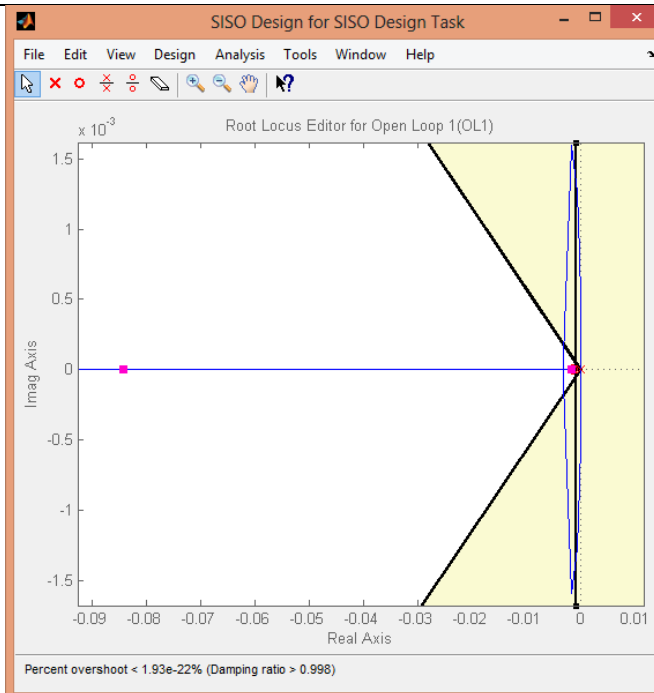 SISO Design for SISO Design Task
File Edit View Design Analysis Tools Window Help
Root Locus Editor for Open Loop 1(OL1)
x 10^-3
1.5
1
0.5
0
-0.5
-1
-1.5
Imag Axis
-0.09 -0.08 -0.07 -0.06 -0.05 -0.04 -0.03 -0.02 -0.01 0 0.01
Real Axis
Percent overshoot < 1.93e-22% (Damping ratio > 0.998)